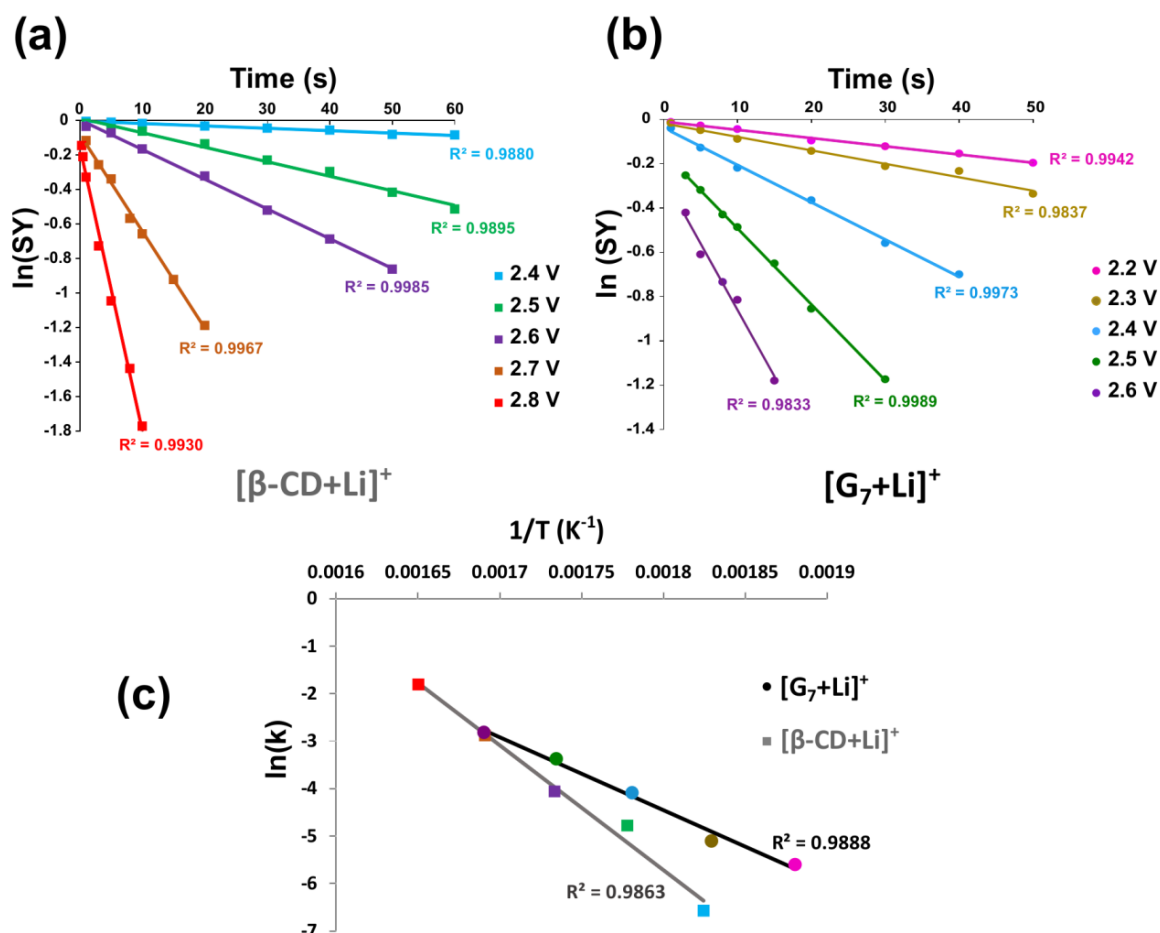 (a)
Time (s)
0 10 20 30 40 50 60
0
-0.2
-0.4
-0.6
-0.8
-1
-1.2
-1.4
-1.6
-1.8
ln(SY)
R² = 0.9880
R² = 0.9895
R² = 0.9985
R² = 0.9967
R² = 0.9930
2.4 V
2.5 V
2.6 V
2.7 V
2.8 V
[β-CD+Li]⁺
(b)
Time (s)
0 10 20 30 40 50
0
-0.2
-0.4
-0.6
-0.8
-1
-1.2
-1.4
ln (SY)
R² = 0.9942
R² = 0.9837
R² = 0.9973
R² = 0.9989
R² = 0.9833
2.2 V
2.3 V
2.4 V
2.5 V
2.6 V
[G₇+Li]⁺
(c)
1/T (K⁻¹)
0.0016 0.00165 0.0017 0.00175 0.0018 0.00185 0.0019
0
-1
-2
-3
-4
-5
-6
-7
ln(k)
[G₇+Li]⁺
[β-CD+Li]⁺
R² = 0.9888
R² = 0.9863